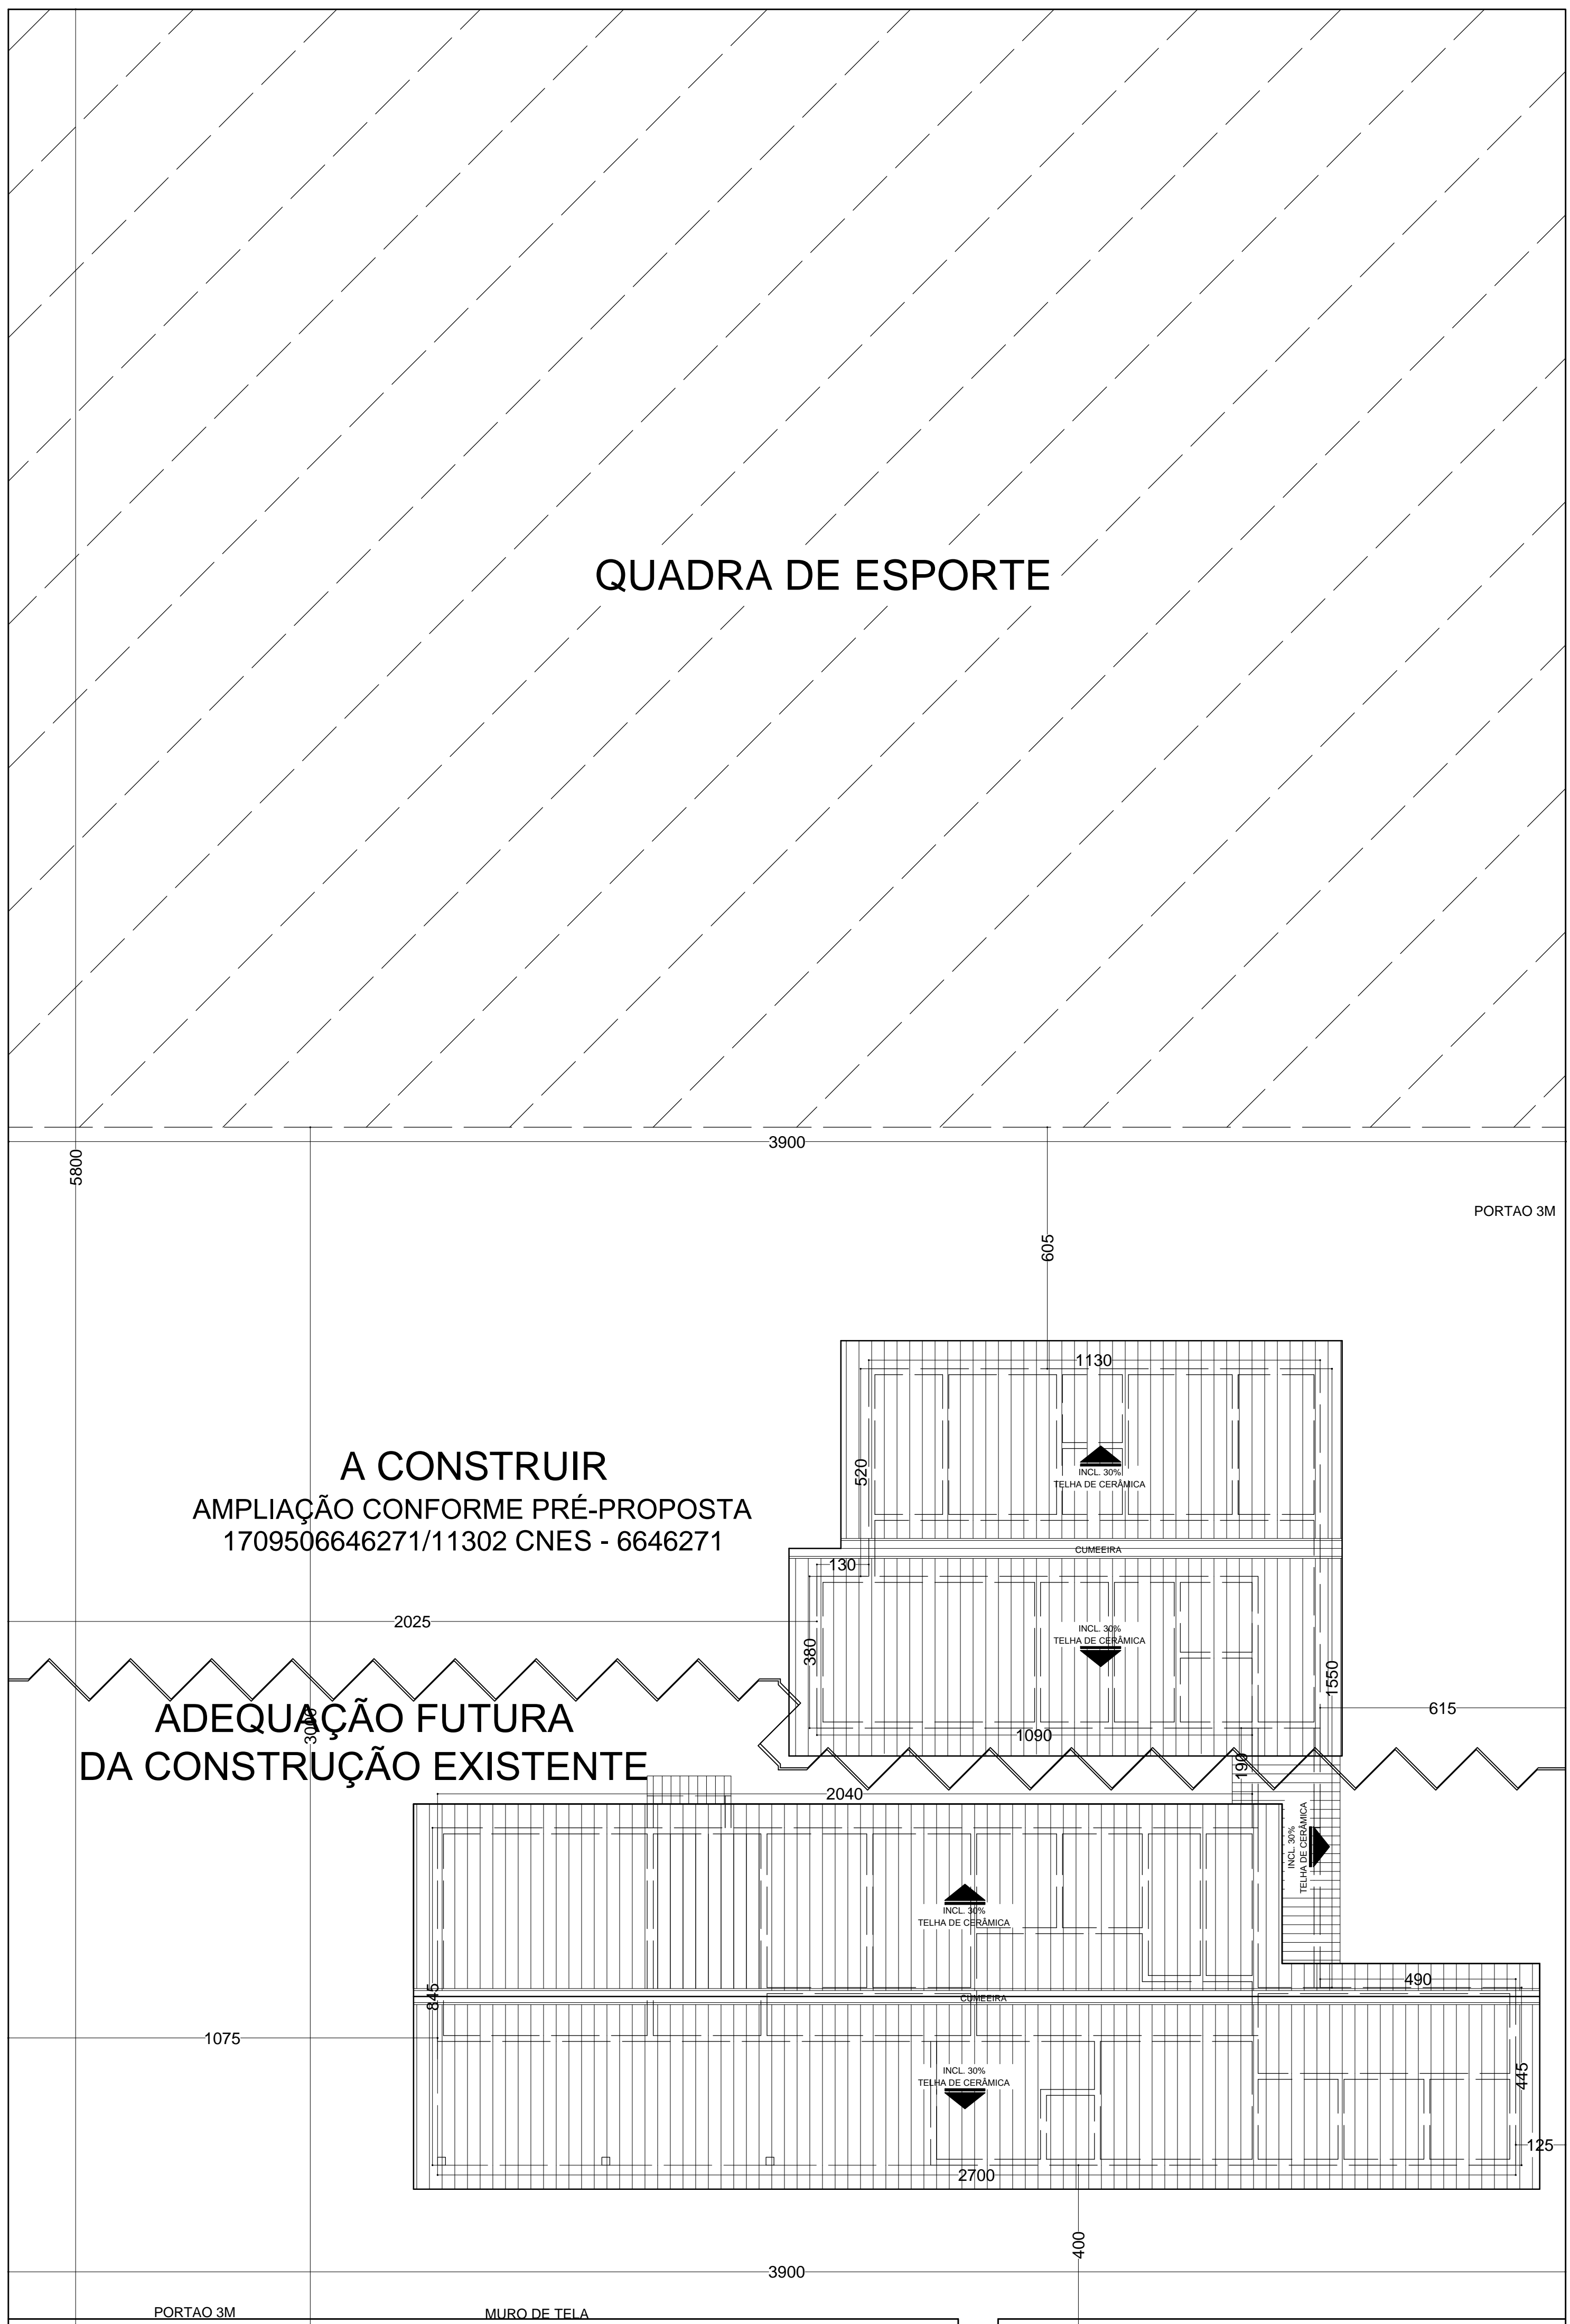 QUADRA DE ESPORTE
3900
5800
PORTAO 3M
605
1130
A CONSTRUIR
AMPLIAÇÃO CONFORME PRÉ-PROPOSTA
1709506646271/11302 CNES - 6646271
520
INCL. 30%
TELHA DE CERÂMICA
CUMEEIRA
130
2025
INCL. 30%
TELHA DE CERÂMICA
380
1550
615
ADEQUAÇÃO FUTURA
3000
DA CONSTRUÇÃO EXISTENTE
1090
190
2040
INCL. 30%
TELHA DE CERÂMICA
INCL. 30%
TELHA DE CERÂMICA
490
845
CUMEEIRA
1075
INCL. 30%
TELHA DE CERÂMICA
445
125
2700
400
3900
PORTAO 3M
MURO DE TELA